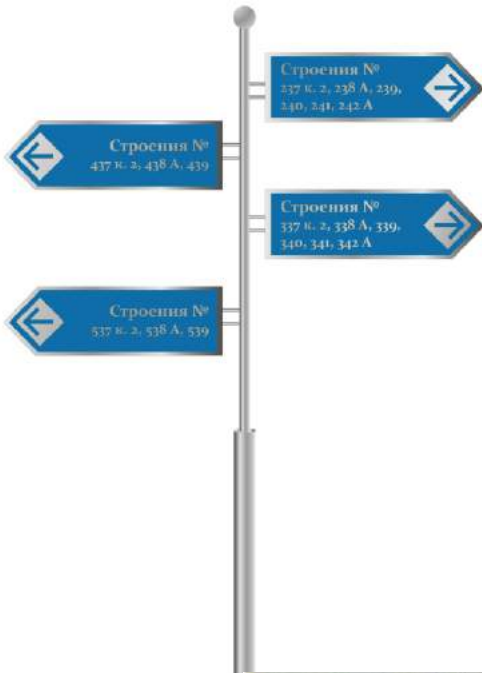 Строения №
237 к. 2, 238 А, 239,
240, 241, 242 А
Строения №
437 к. 2, 438 А, 439
Строения №
337 к. 2, 338 А, 339,
340, 341, 342 А
Строения №
537 к. 2, 538 А, 539